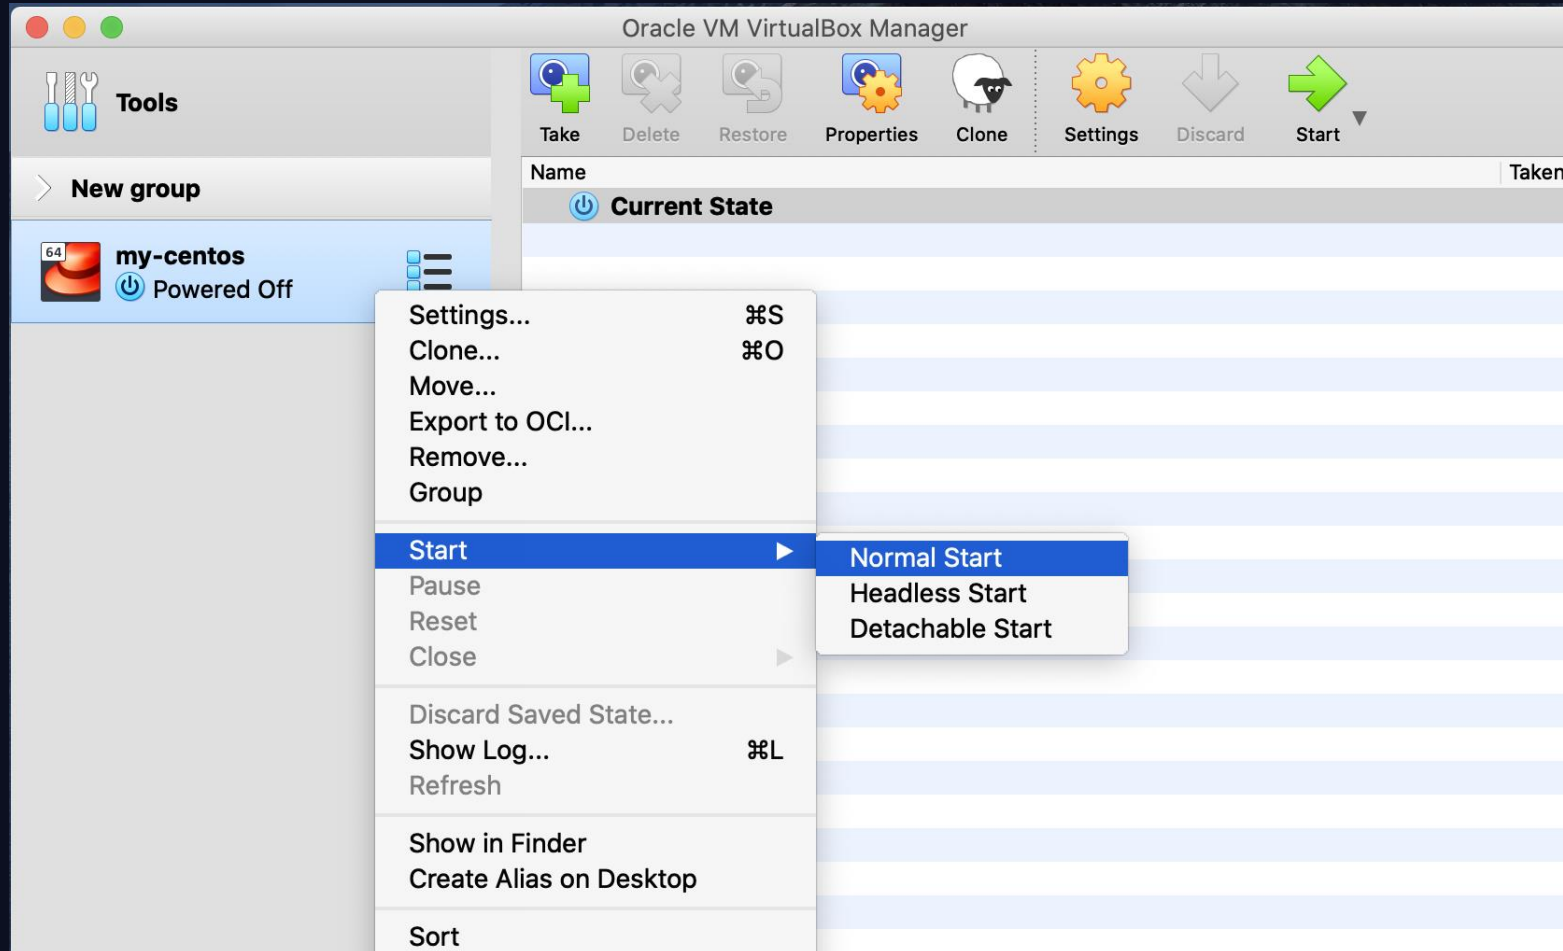 Oracle VM VirtualBox Manager
Tools
Take
Delete
Restore
Properties
Clone
Settings
Discard
Start
New group
Name
Taken
Current State
64
my-centos
Powered Off
Settings... ⌘S
Clone... ⌘O
Move...
Export to OCI...
Remove...
Group
Start
Pause
Reset
Close
Normal Start
Headless Start
Detachable Start
Discard Saved State...
Show Log... ⌘L
Refresh
Show in Finder
Create Alias on Desktop
Sort